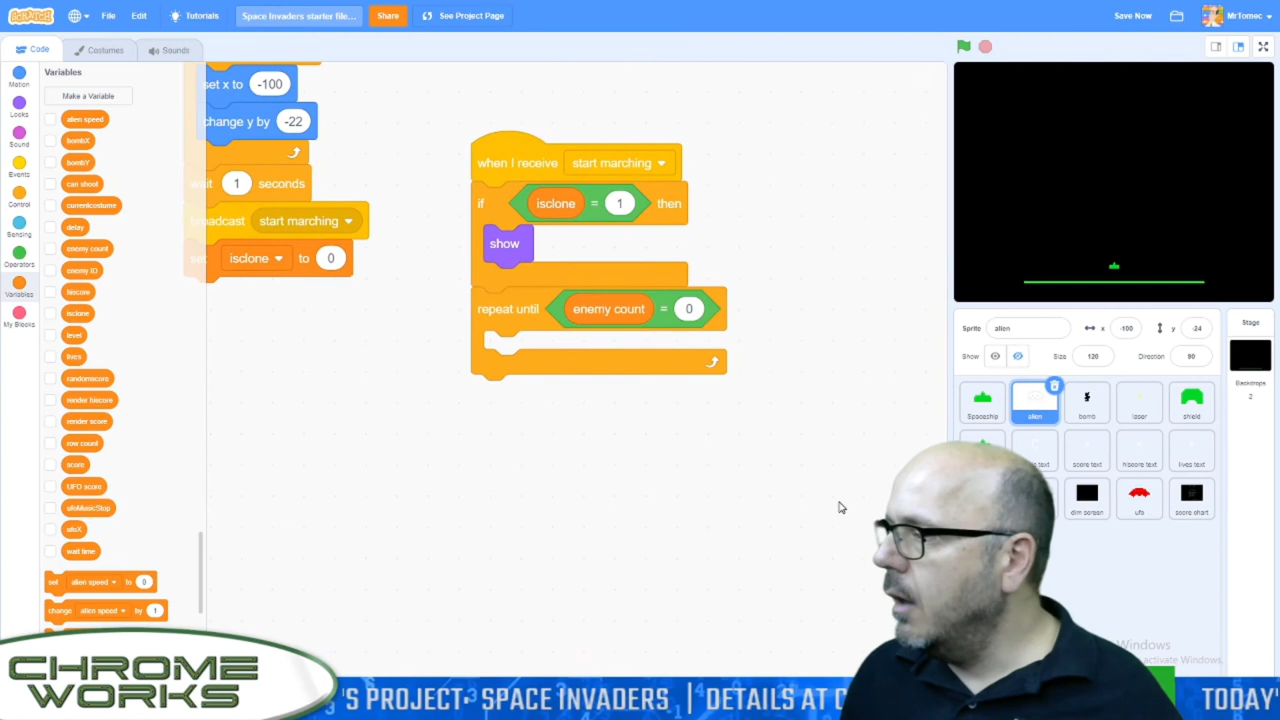 SCRATCH
File
Edit
Tutorials
Space Invaders starter file...
Share
See Project Page
Save Now
MrTomec
Code
Costumes
Sounds
Motion
Looks
Sound
Events
Control
Sensing
Operators
Variables
My Blocks
Variables
Make a Variable
alien speed
bombX
bombY
can shoot
currentcostume
delay
enemy count
enemy ID
hiscore
isclone
level
lives
randomscore
render hiscore
render score
row count
score
UFO score
ufoMusicStop
ufoX
wait time
set alien speed to 0
change alien speed by 1
set x to -100
change y by -22
wait 1 seconds
broadcast start marching
set isclone to 0
when I receive start marching
if isclone = 1 then
show
repeat until enemy count = 0
Sprite alien x -100 y -24
Show Size 120 Direction 90
Stage
Backdrops
2
Spaceship
alien
bomb
laser
shield
text
score text
hiscore text
lives text
dim screen
ufo
score chart
Windows
activate Windows.
CHROME
WORKS
'S PROJECT: SPACE INVADERS | DETAILS AT C
TODAY'